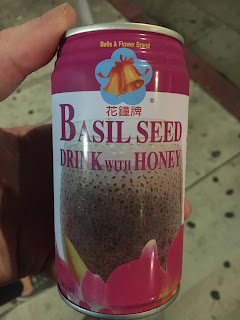 Bells & Flower Brand
®
花鐘牌
BASIL SEED
DRINK WITH HONEY